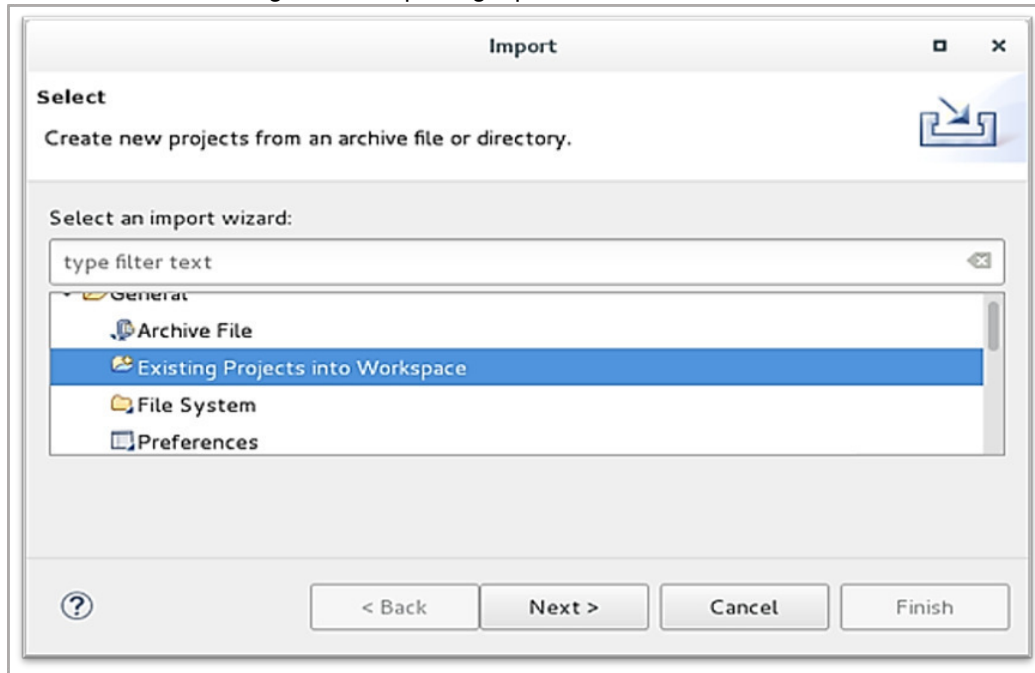 Import
Select
Create new projects from an archive file or directory.
Select an import wizard:
type filter text
General
Archive File
Existing Projects into Workspace
File System
Preferences
?
< Back
Next >
Cancel
Finish